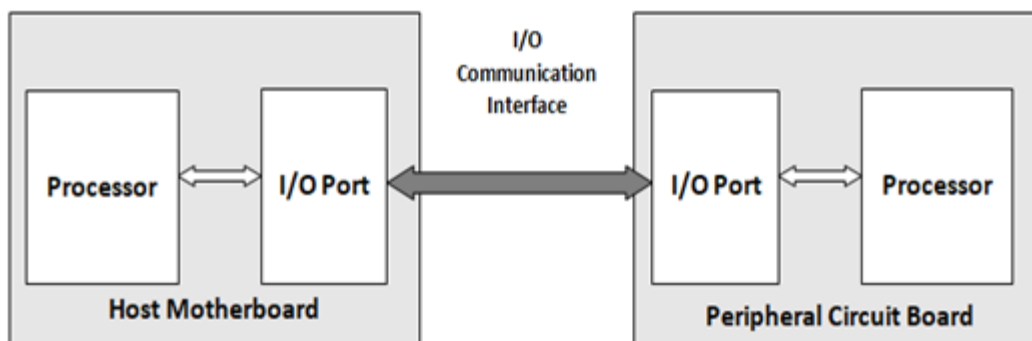 I/O
Communication
Interface
Processor
I/O Port
I/O Port
Processor
Host Motherboard
Peripheral Circuit Board